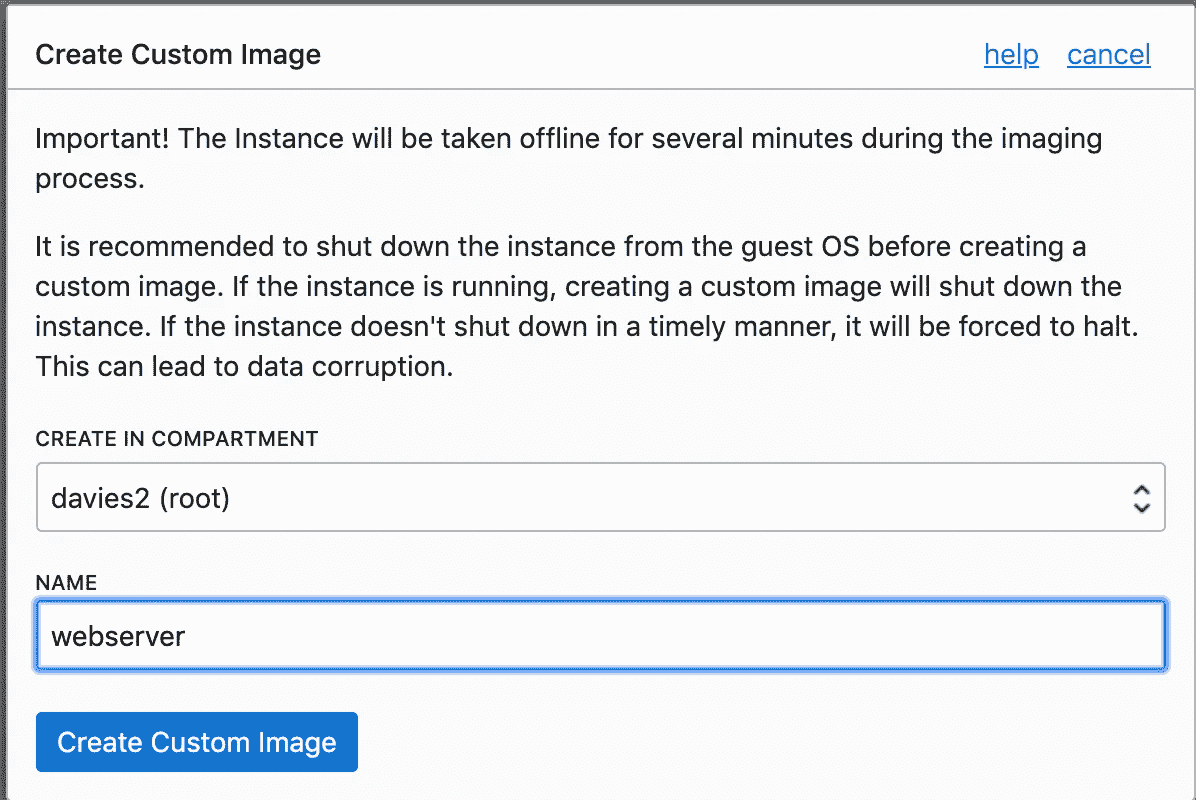 Create Custom Image
help
cancel
Important! The Instance will be taken offline for several minutes during the imaging
process.
It is recommended to shut down the instance from the guest OS before creating a
custom image. If the instance is running, creating a custom image will shut down the
instance. If the instance doesn't shut down in a timely manner, it will be forced to halt.
This can lead to data corruption.
CREATE IN COMPARTMENT
davies2 (root)
NAME
webserver
Create Custom Image